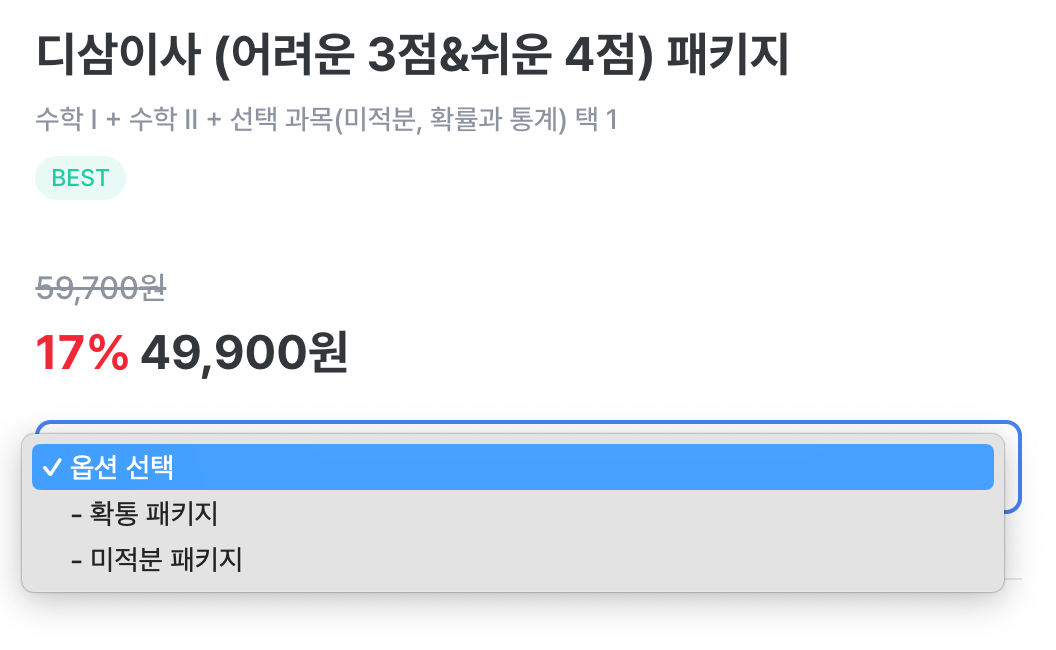 디삼이사 (어려운 3점&쉬운 4점) 패키지
수학 I + 수학 II + 선택 과목(미적분, 확률과 통계) 택 1
BEST
59,700원
17% 49,900원
✓ 옵션 선택
- 확통 패키지
- 미적분 패키지